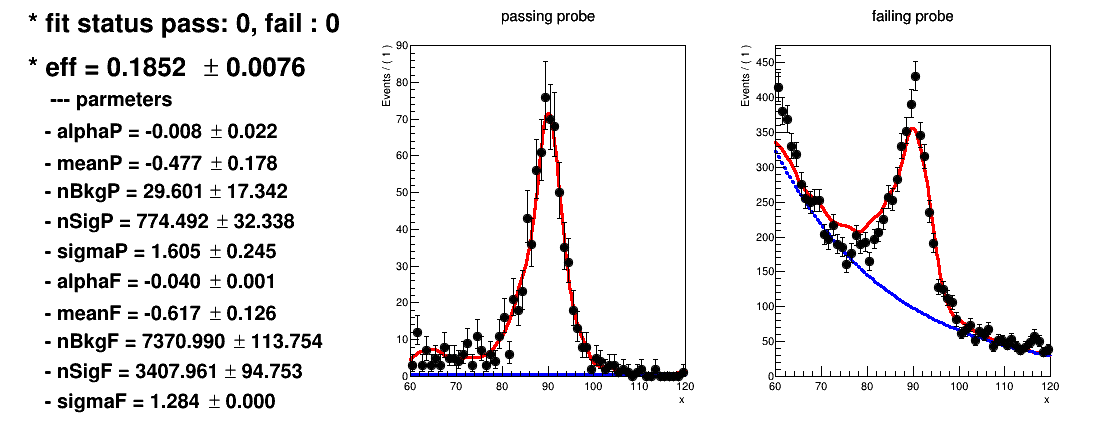 * fit status pass: 0, fail : 0
* eff = 0.1852 ± 0.0076
--- parmeters
- alphaP = -0.008 ± 0.022
- meanP = -0.477 ± 0.178
- nBkgP = 29.601 ± 17.342
- nSigP = 774.492 ± 32.338
- sigmaP = 1.605 ± 0.245
- alphaF = -0.040 ± 0.001
- meanF = -0.617 ± 0.126
- nBkgF = 7370.990 ± 113.754
- nSigF = 3407.961 ± 94.753
- sigmaF = 1.284 ± 0.000
passing probe
Events / ( 1 )
90
80
70
60
50
40
30
20
10
0
60 70 80 90 100 110 120
x
failing probe
Events / ( 1 )
450
400
350
300
250
200
150
100
50
0
60 70 80 90 100 110 120
x